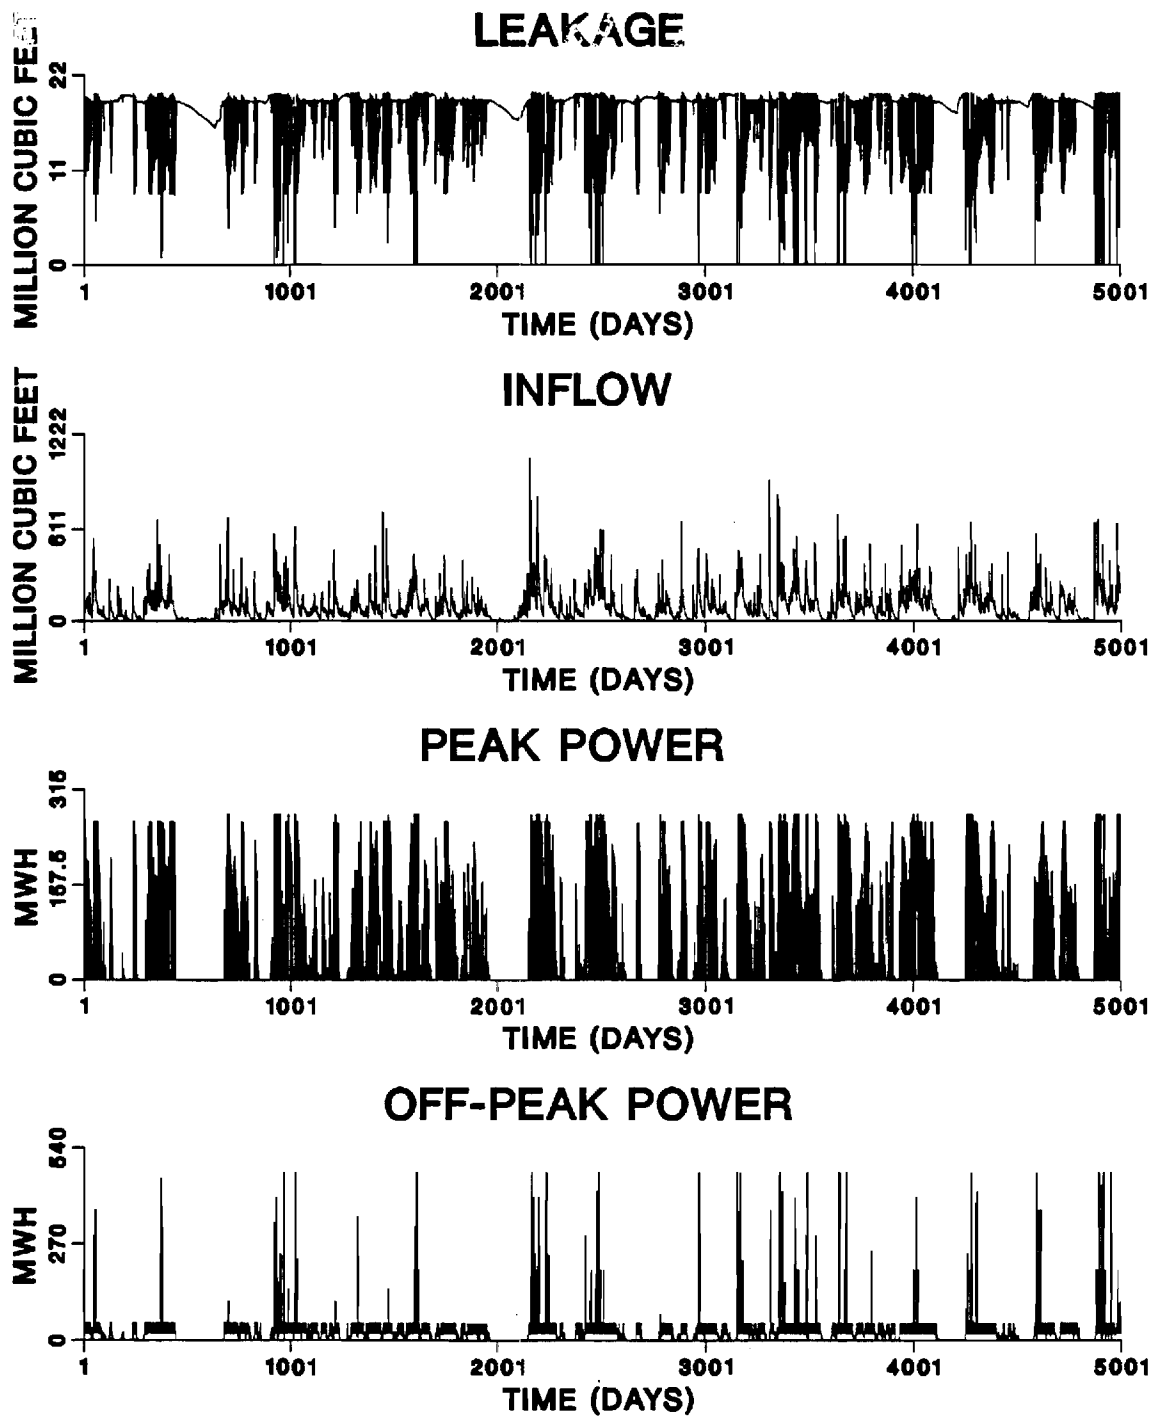 LEAKAGE
MILLION CUBIC FEET
22
11
0
1 1001 2001 3001 4001 5001
TIME (DAYS)
INFLOW
MILLION CUBIC FEET
1222
611
0
1 1001 2001 3001 4001 5001
TIME (DAYS)
PEAK POWER
MWH
315
157.5
0
1 1001 2001 3001 4001 5001
TIME (DAYS)
OFF-PEAK POWER
MWH
540
270
0
1 1001 2001 3001 4001 5001
TIME (DAYS)